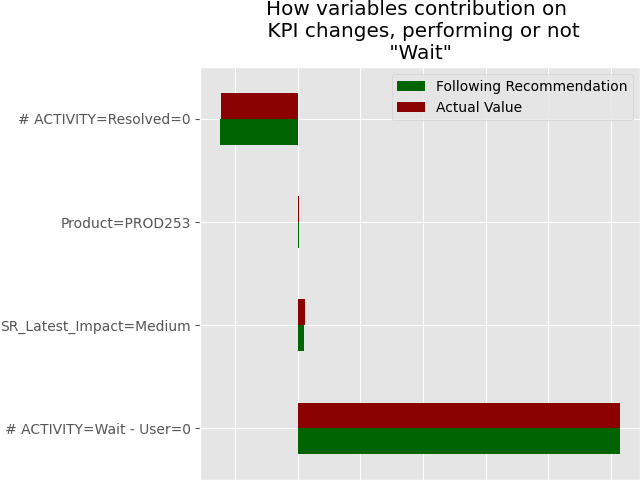 How variables contribution on
KPI changes, performing or not
"Wait"
Following Recommendation
Actual Value
# ACTIVITY=Resolved=0
Product=PROD253
SR_Latest_Impact=Medium
# ACTIVITY=Wait - User=0